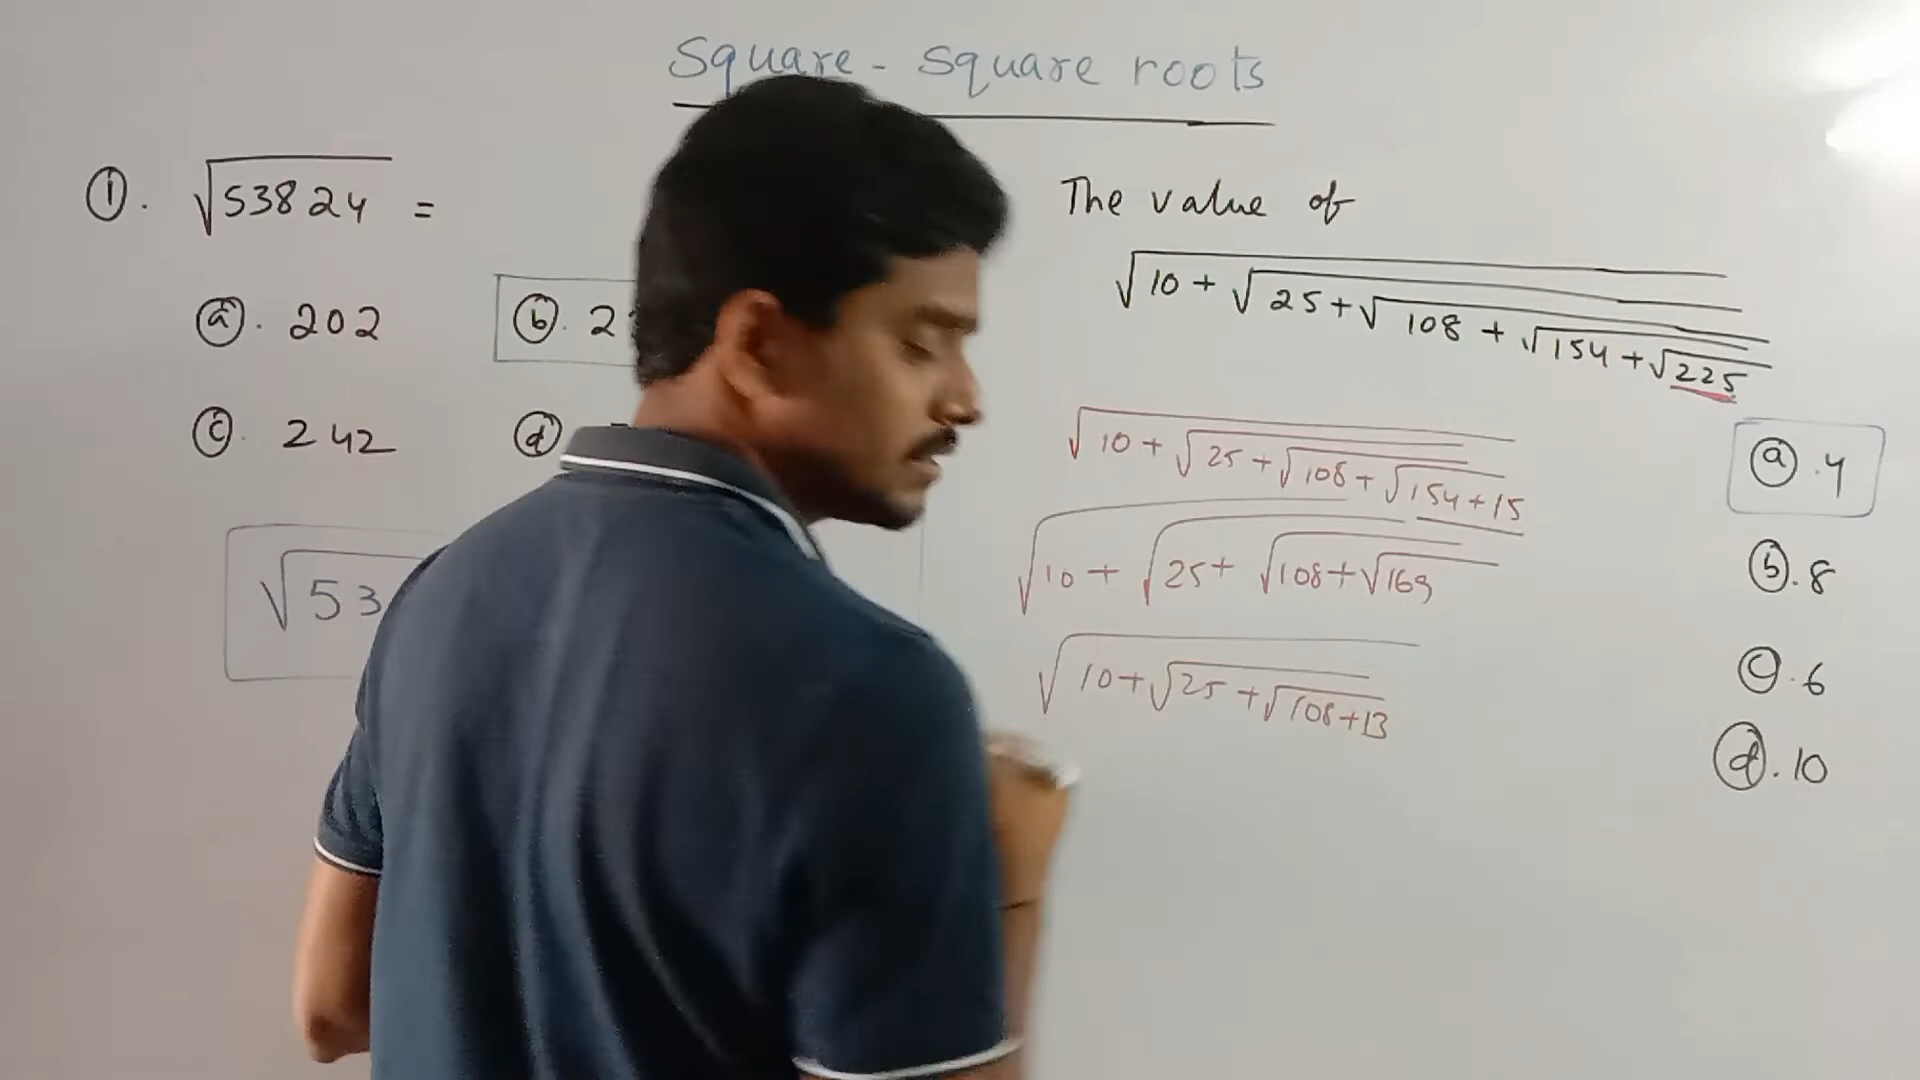 Square - Square roots
①. √53824 =
ⓐ. 202
ⓑ. 2
ⓒ. 242
ⓓ
√53
The value of
√10 + √25 + √108 + √154 + √225
√10 + √25 + √108 + √154 + 15
√10 + √25 + √108 + √169
√10 + √25 + √108 + 13
ⓐ. 4
ⓑ. 8
ⓒ. 6
ⓓ. 10